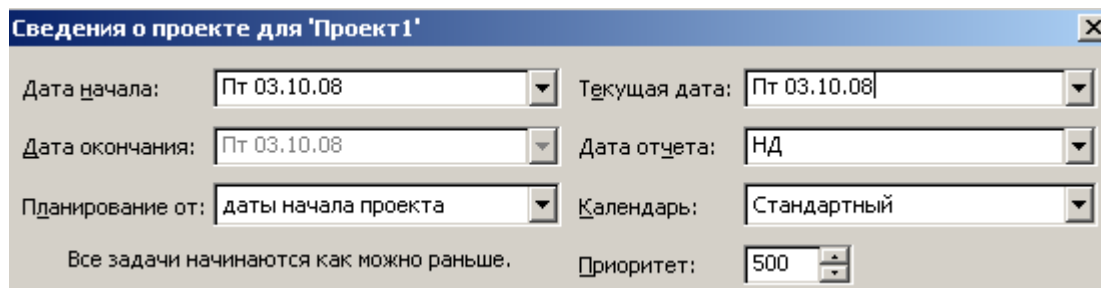 Сведения о проекте для 'Проект1'
Дата начала: Пт 03.10.08 Текущая дата: Пт 03.10.08
Дата окончания: Пт 03.10.08 Дата отчета: НД
Планирование от: даты начала проекта Календарь: Стандартный
Все задачи начинаются как можно раньше. Приоритет: 500